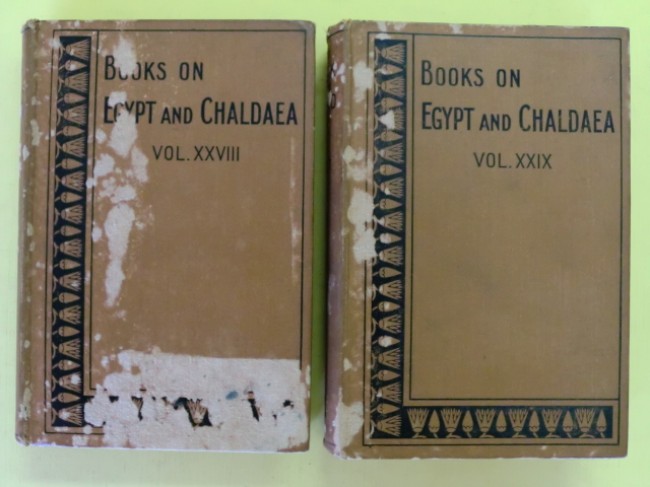 BOOKS ON
EGYPT AND CHALDAEA
VOL. XXVIII
BOOKS ON
EGYPT AND CHALDAEA
VOL. XXIX